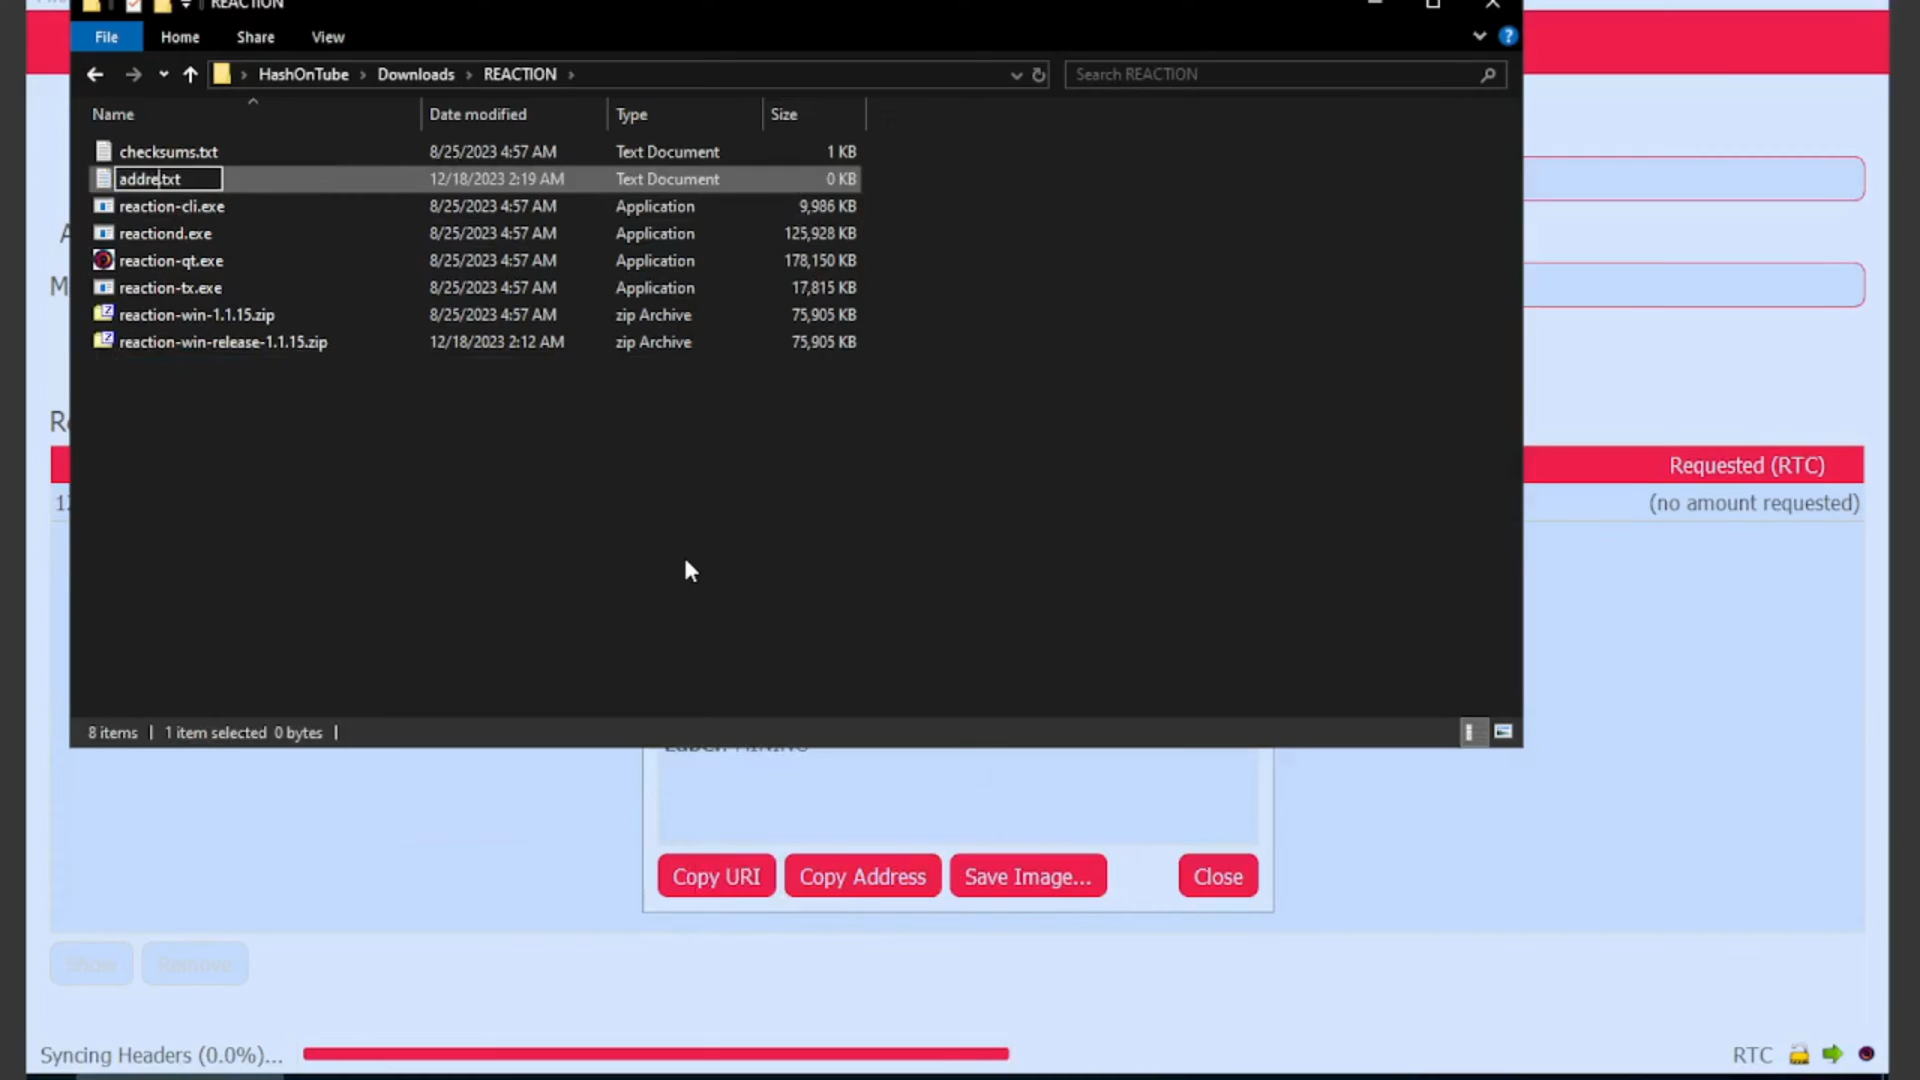 REACTION
File Home Share View
HashOnTube > Downloads > REACTION >
Search REACTION
Name Date modified Type Size
checksums.txt 8/25/2023 4:57 AM Text Document 1 KB
addre.txt 12/18/2023 2:19 AM Text Document 0 KB
reaction-cli.exe 8/25/2023 4:57 AM Application 9,986 KB
reactiond.exe 8/25/2023 4:57 AM Application 125,928 KB
reaction-qt.exe 8/25/2023 4:57 AM Application 178,150 KB
reaction-tx.exe 8/25/2023 4:57 AM Application 17,815 KB
reaction-win-1.1.15.zip 8/25/2023 4:57 AM zip Archive 75,905 KB
reaction-win-release-1.1.15.zip 12/18/2023 2:12 AM zip Archive 75,905 KB
Requested (RTC)
(no amount requested)
8 items | 1 item selected 0 bytes |
Label: MINING
Copy URI Copy Address Save Image... Close
Show Remove
Syncing Headers (0.0%)...
RTC